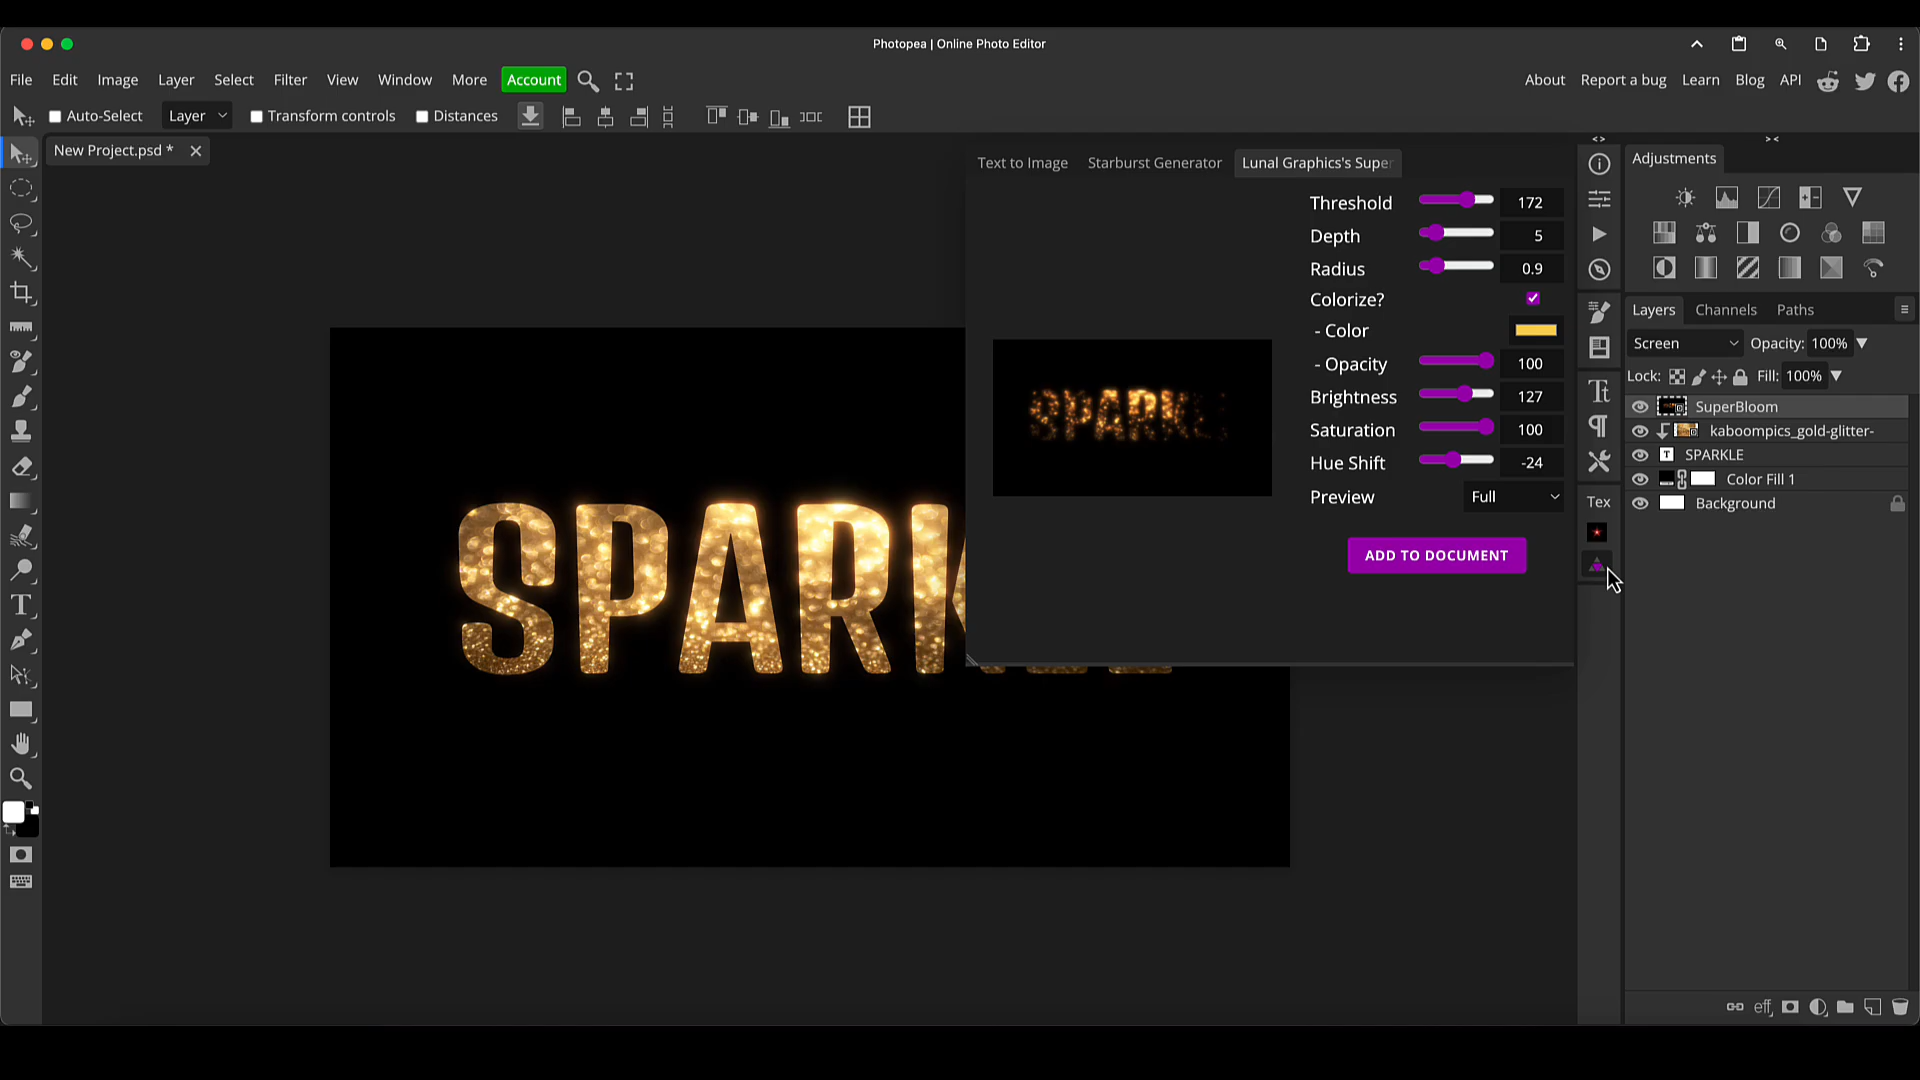 Photopea | Online Photo Editor
File Edit Image Layer Select Filter View Window More Account
About Report a bug Learn Blog API
Auto-Select Layer Transform controls Distances
New Project.psd *
Text to Image Starburst Generator Lunal Graphics's Super
Threshold 172
Depth 5
Radius 0.9
Colorize?
- Color
- Opacity 100
Brightness 127
Saturation 100
Hue Shift -24
Preview Full
ADD TO DOCUMENT
SPARKLE
SPARK
Tex
Adjustments
Layers Channels Paths
Screen Opacity: 100%
Lock: Fill: 100%
SuperBloom
kaboompics_gold-glitter-
SPARKLE
Color Fill 1
Background
eff